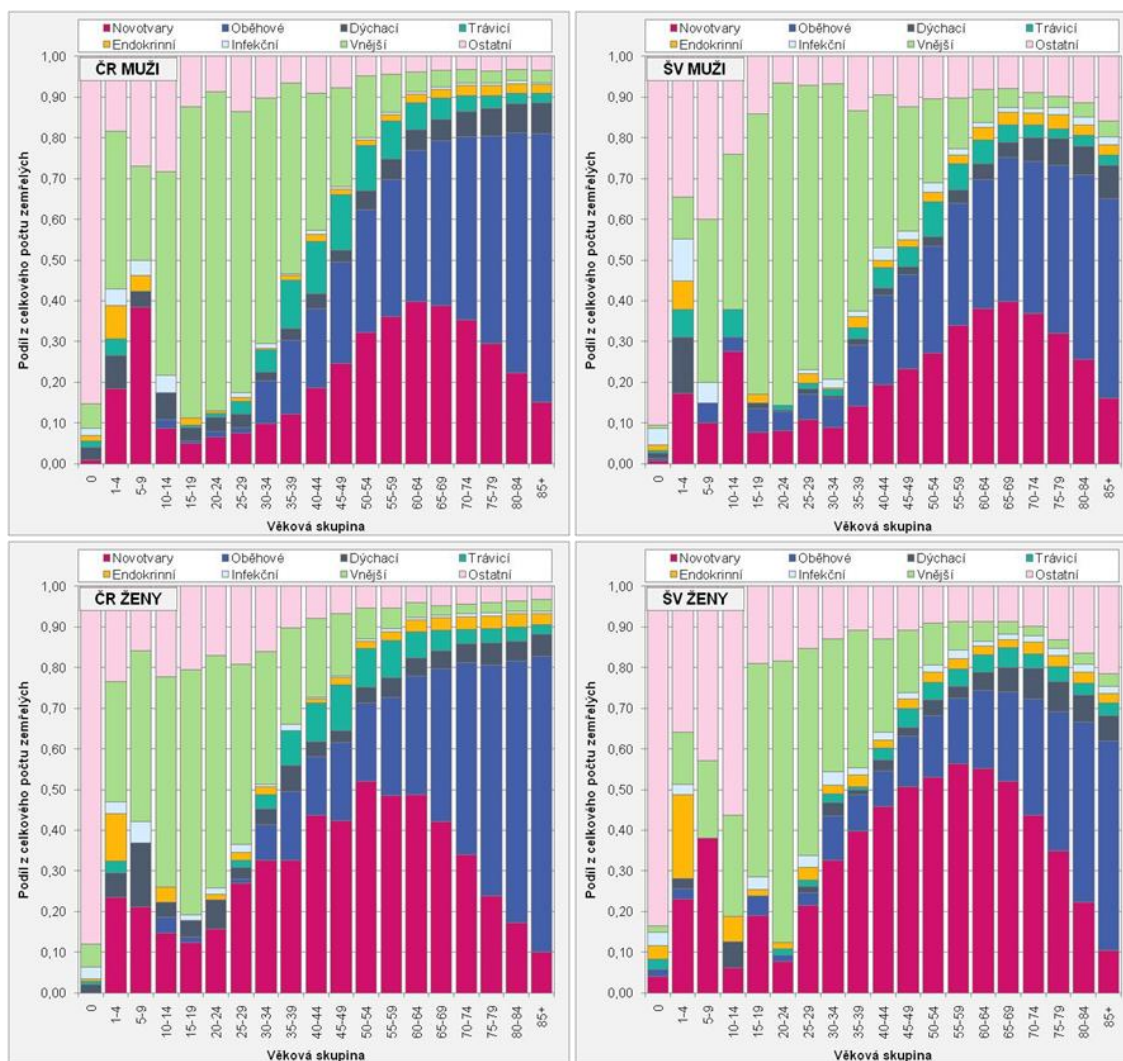 Novotvary Oběhové Dýchací Trávicí
Endokrinní Infekční Vnější Ostatní
ČR MUŽI
Podíl z celkového počtu zemřelých
1,00
0,90
0,80
0,70
0,60
0,50
0,40
0,30
0,20
0,10
0,00
0 1-4 5-9 10-14 15-19 20-24 25-29 30-34 35-39 40-44 45-49 50-54 55-59 60-64 65-69 70-74 75-79 80-84 85+
Věková skupina
Novotvary Oběhové Dýchací Trávicí
Endokrinní Infekční Vnější Ostatní
ŠV MUŽI
Podíl z celkového počtu zemřelých
1,00
0,90
0,80
0,70
0,60
0,50
0,40
0,30
0,20
0,10
0,00
0 1-4 5-9 10-14 15-19 20-24 25-29 30-34 35-39 40-44 45-49 50-54 55-59 60-64 65-69 70-74 75-79 80-84 85+
Věková skupina
Novotvary Oběhové Dýchací Trávicí
Endokrinní Infekční Vnější Ostatní
ČR ŽENY
Podíl z celkového počtu zemřelých
1,00
0,90
0,80
0,70
0,60
0,50
0,40
0,30
0,20
0,10
0,00
0 1-4 5-9 10-14 15-19 20-24 25-29 30-34 35-39 40-44 45-49 50-54 55-59 60-64 65-69 70-74 75-79 80-84 85+
Věková skupina
Novotvary Oběhové Dýchací Trávicí
Endokrinní Infekční Vnější Ostatní
ŠV ŽENY
Podíl z celkového počtu zemřelých
1,00
0,90
0,80
0,70
0,60
0,50
0,40
0,30
0,20
0,10
0,00
0 1-4 5-9 10-14 15-19 20-24 25-29 30-34 35-39 40-44 45-49 50-54 55-59 60-64 65-69 70-74 75-79 80-84 85+
Věková skupina